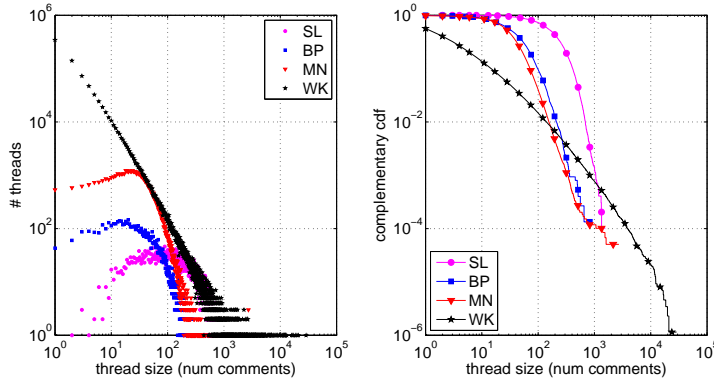 10^6
10^4
10^2
10^0
# threads
10^0 10^1 10^2 10^3 10^4 10^5
thread size (num comments)
SL
BP
MN
WK
10^0
10^-2
10^-4
10^-6
complementary cdf
10^0 10^1 10^2 10^3 10^4 10^5
thread size (num comments)
SL
BP
MN
WK